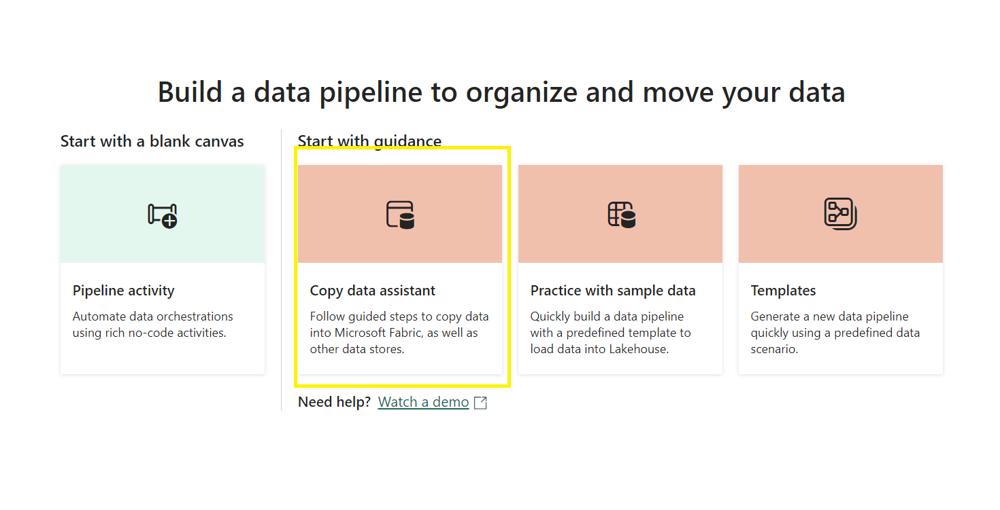 Build a data pipeline to organize and move your data
Start with a blank canvas
Start with guidance
Pipeline activity
Automate data orchestrations
using rich no-code activities.
Copy data assistant
Follow guided steps to copy data
into Microsoft Fabric, as well as
other data stores.
Practice with sample data
Quickly build a data pipeline
with a predefined template to
load data into Lakehouse.
Templates
Generate a new data pipeline
quickly using a predefined data
scenario.
Need help? Watch a demo